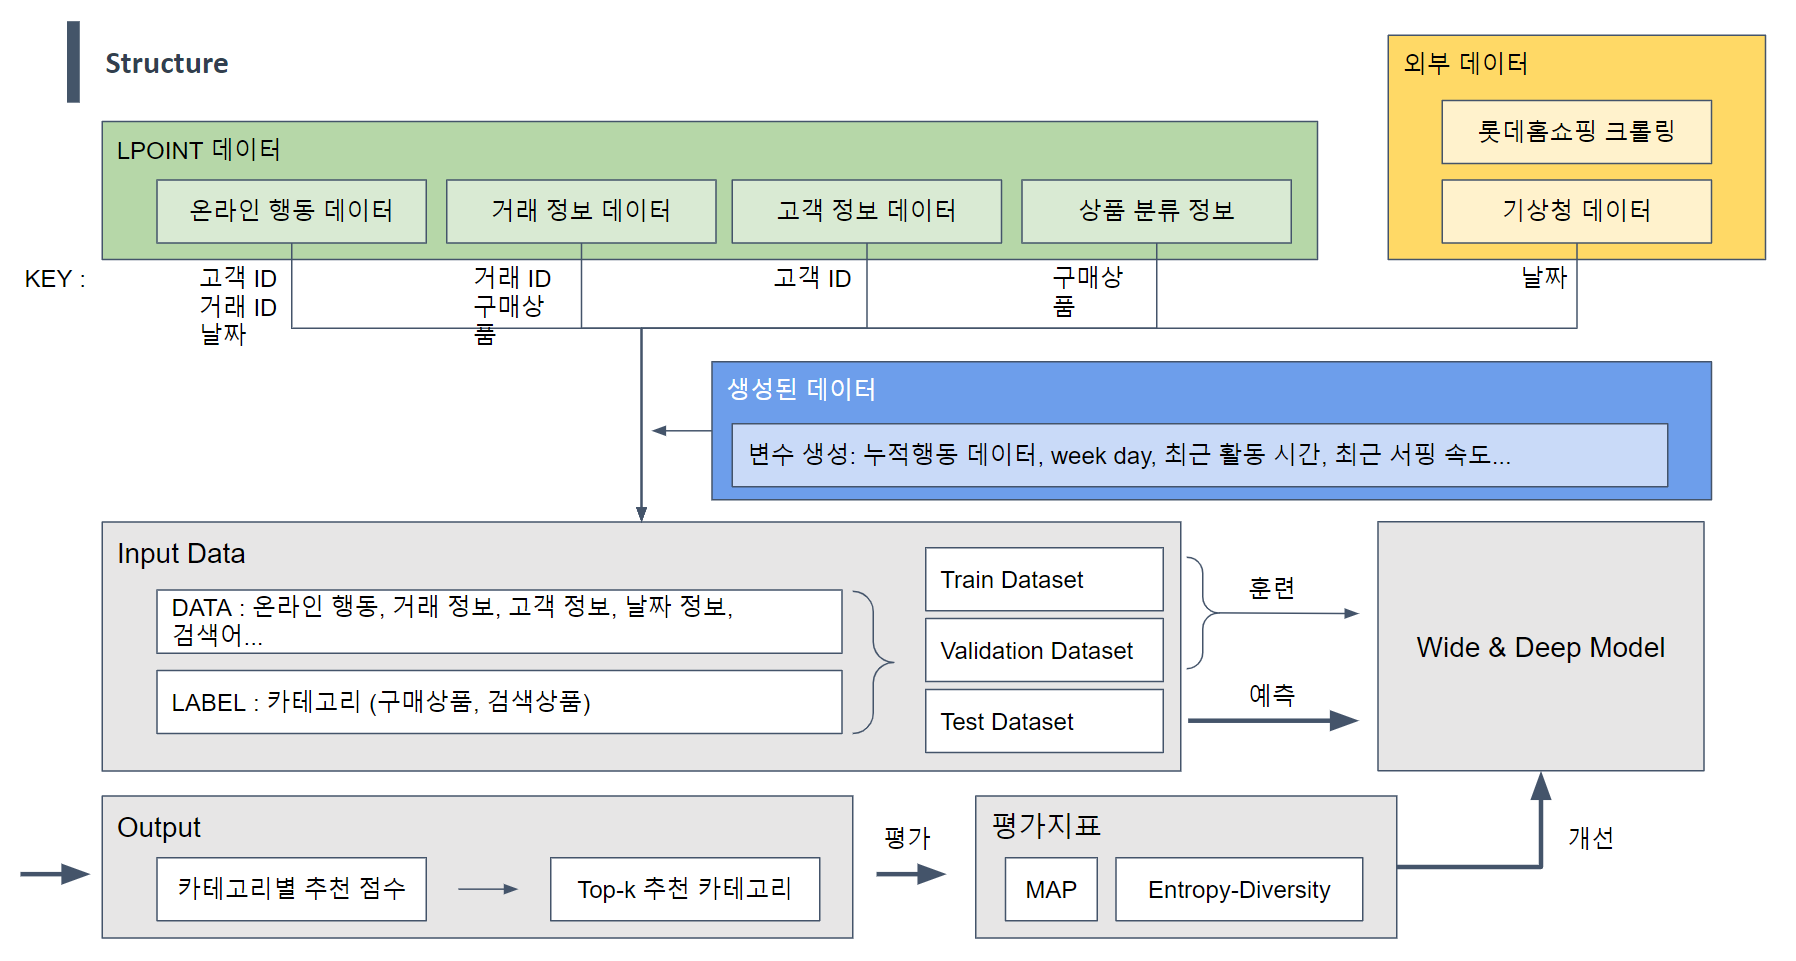 Structure
외부 데이터
롯데홈쇼핑 크롤링
기상청 데이터
LPOINT 데이터
온라인 행동 데이터
거래 정보 데이터
고객 정보 데이터
상품 분류 정보
KEY :
고객 ID
거래 ID
날짜
거래 ID
구매상
품
고객 ID
구매상
품
날짜
생성된 데이터
변수 생성: 누적행동 데이터, week day, 최근 활동 시간, 최근 서핑 속도...
Input Data
DATA : 온라인 행동, 거래 정보, 고객 정보, 날짜 정보,
검색어...
LABEL : 카테고리 (구매상품, 검색상품)
Train Dataset
Validation Dataset
Test Dataset
훈련
예측
Wide & Deep Model
Output
카테고리별 추천 점수
Top-k 추천 카테고리
평가
평가지표
MAP
Entropy-Diversity
개선